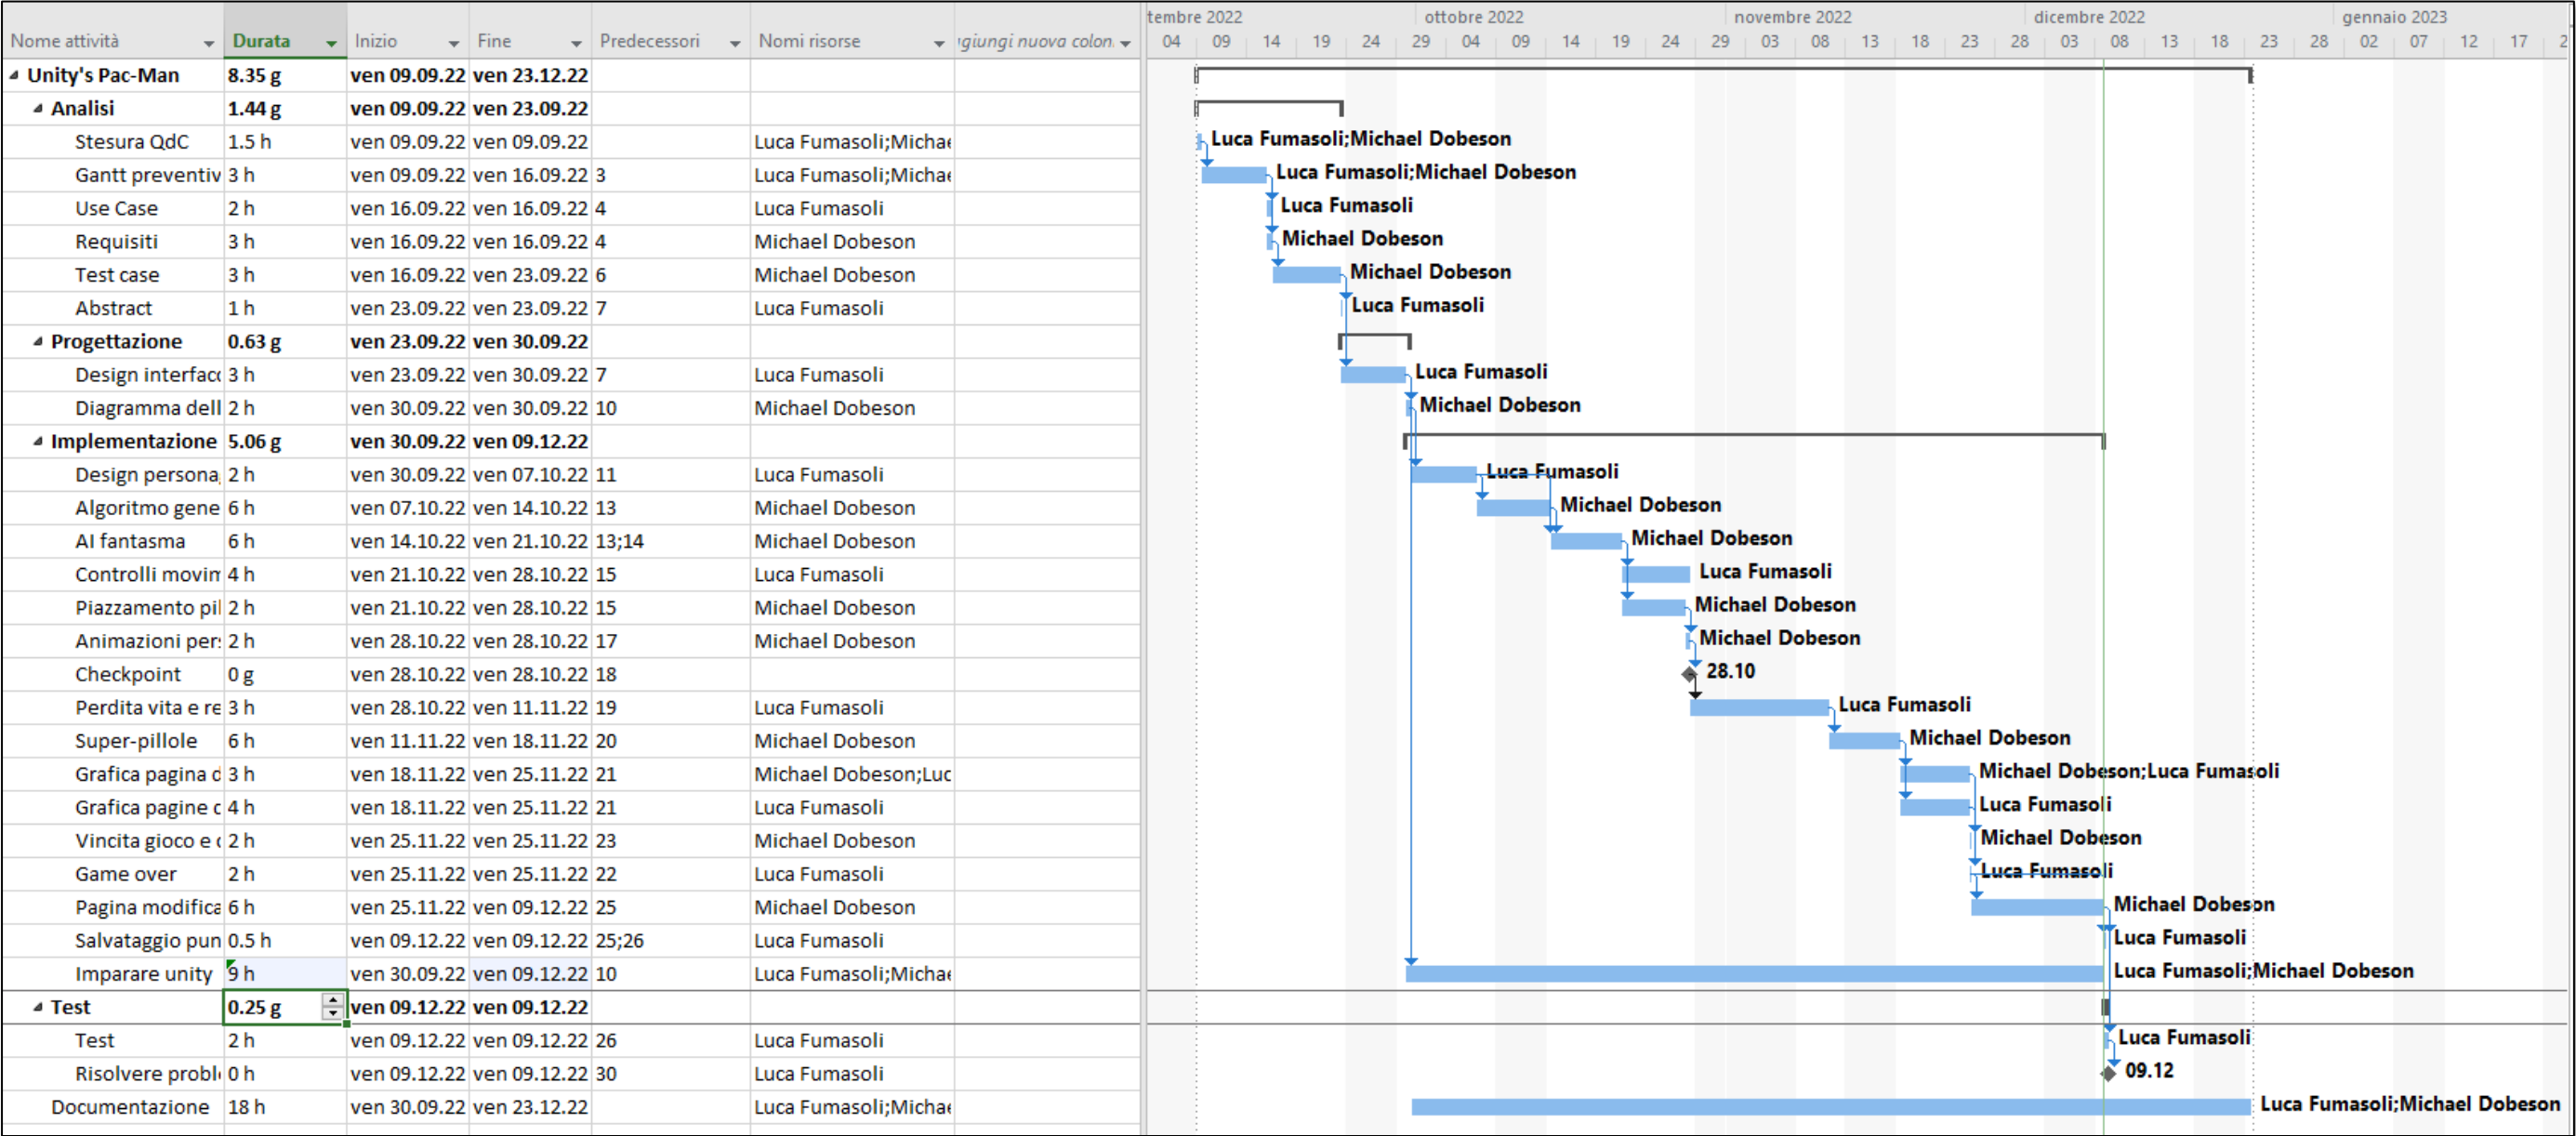 tembre 2022 ottobre 2022 novembre 2022 dicembre 2022 gennaio 2023
Nome attività Durata Inizio Fine Predecessori Nomi risorse giungi nuova colon 04 09 14 19 24 29 04 09 14 19 24 29 03 08 13 18 23 28 03 08 13 18 23 28 02 07 12 17 2
Unity's Pac-Man 8.35 g ven 09.09.22 ven 23.12.22
Analisi 1.44 g ven 09.09.22 ven 23.09.22
Stesura QdC 1.5 h ven 09.09.22 ven 09.09.22 Luca Fumasoli;Michae Luca Fumasoli;Michael Dobeson
Gantt preventiv 3 h ven 09.09.22 ven 16.09.22 3 Luca Fumasoli;Michae Luca Fumasoli;Michael Dobeson
Use Case 2 h ven 16.09.22 ven 16.09.22 4 Luca Fumasoli Luca Fumasoli
Requisiti 3 h ven 16.09.22 ven 16.09.22 4 Michael Dobeson Michael Dobeson
Test case 3 h ven 16.09.22 ven 23.09.22 6 Michael Dobeson Michael Dobeson
Abstract 1 h ven 23.09.22 ven 23.09.22 7 Luca Fumasoli Luca Fumasoli
Progettazione 0.63 g ven 23.09.22 ven 30.09.22
Design interfac 3 h ven 23.09.22 ven 30.09.22 7 Luca Fumasoli Luca Fumasoli
Diagramma dell 2 h ven 30.09.22 ven 30.09.22 10 Michael Dobeson Michael Dobeson
Implementazione 5.06 g ven 30.09.22 ven 09.12.22
Design persona 2 h ven 30.09.22 ven 07.10.22 11 Luca Fumasoli Luca Fumasoli
Algoritmo gene 6 h ven 07.10.22 ven 14.10.22 13 Michael Dobeson Michael Dobeson
AI fantasma 6 h ven 14.10.22 ven 21.10.22 13;14 Michael Dobeson Michael Dobeson
Controlli movim 4 h ven 21.10.22 ven 28.10.22 15 Luca Fumasoli Luca Fumasoli
Piazzamento pil 2 h ven 21.10.22 ven 28.10.22 15 Michael Dobeson Michael Dobeson
Animazioni pers 2 h ven 28.10.22 ven 28.10.22 17 Michael Dobeson Michael Dobeson
Checkpoint 0 g ven 28.10.22 ven 28.10.22 18 28.10
Perdita vita e re 3 h ven 28.10.22 ven 11.11.22 19 Luca Fumasoli Luca Fumasoli
Super-pillole 6 h ven 11.11.22 ven 18.11.22 20 Michael Dobeson Michael Dobeson
Grafica pagina d 3 h ven 18.11.22 ven 25.11.22 21 Michael Dobeson;Luc Michael Dobeson;Luca Fumasoli
Grafica pagine c 4 h ven 18.11.22 ven 25.11.22 21 Luca Fumasoli Luca Fumasoli
Vincita gioco e c 2 h ven 25.11.22 ven 25.11.22 23 Michael Dobeson Michael Dobeson
Game over 2 h ven 25.11.22 ven 25.11.22 22 Luca Fumasoli Luca Fumasoli
Pagina modifica 6 h ven 25.11.22 ven 09.12.22 25 Michael Dobeson Michael Dobeson
Salvataggio pun 0.5 h ven 09.12.22 ven 09.12.22 25;26 Luca Fumasoli Luca Fumasoli
Imparare unity 9 h ven 30.09.22 ven 09.12.22 10 Luca Fumasoli;Michae Luca Fumasoli;Michael Dobeson
Test 0.25 g ven 09.12.22 ven 09.12.22
Test 2 h ven 09.12.22 ven 09.12.22 26 Luca Fumasoli Luca Fumasoli
Risolvere probl 0 h ven 09.12.22 ven 09.12.22 30 Luca Fumasoli 09.12
Documentazione 18 h ven 30.09.22 ven 23.12.22 Luca Fumasoli;Michae Luca Fumasoli;Michael Dobeson